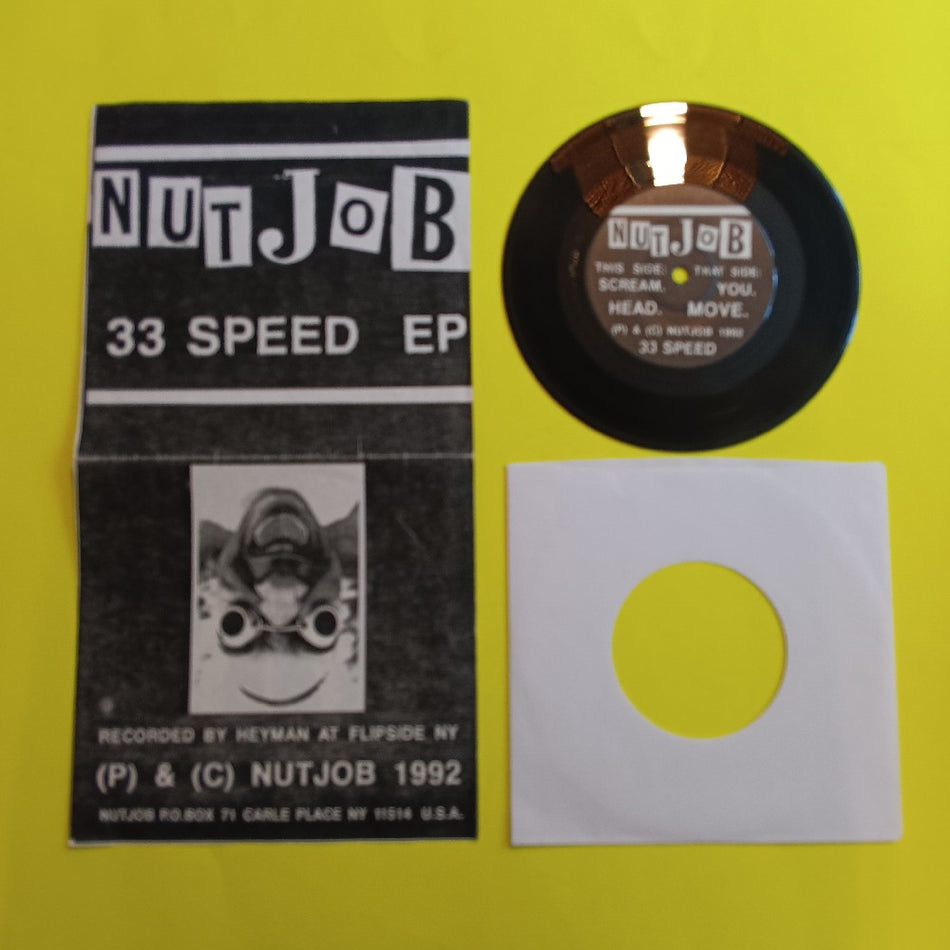 NUTJOB
33 SPEED EP
RECORDED BY HEYMAN AT FLIPSIDE NY
(P) & (C) NUTJOB 1992
NUTJOB P.O.BOX 71 CARLE PLACE NY 11514 U.S.A.
NUTJOB
THIS SIDE: THAT SIDE:
SCREAM. YOU.
HEAD. MOVE.
(P) & (C) NUTJOB 1992
33 SPEED